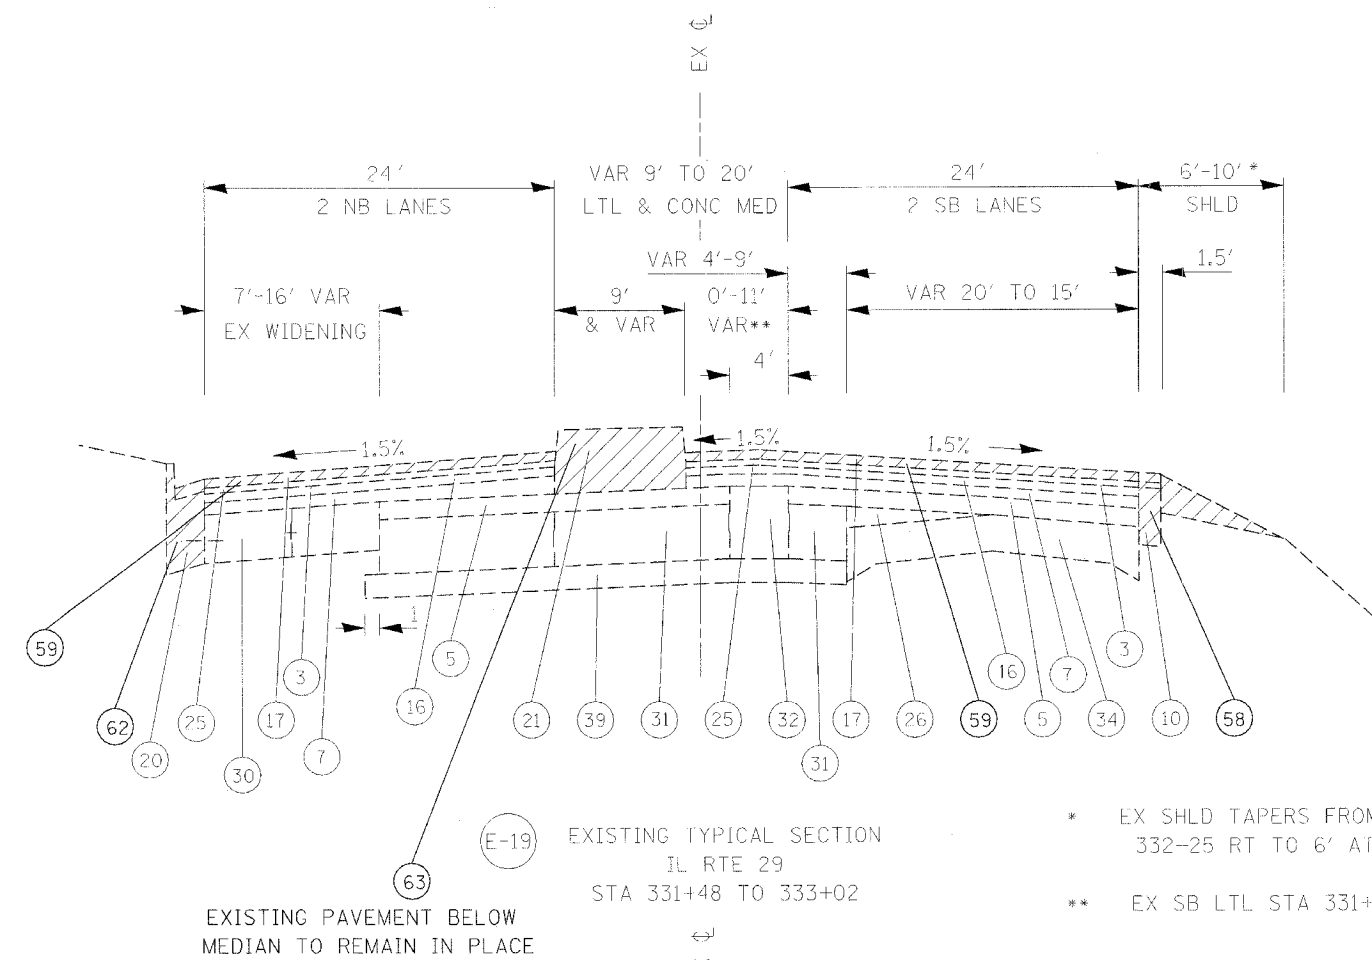 EX ℄
24'
2 NB LANES
VAR 9' TO 20'
LTL & CONC MED
24'
2 SB LANES
6'-10' *
SHLD
VAR 4'-9'
1.5'
7'-16' VAR
EX WIDENING
9'
& VAR
0'-11'
VAR**
VAR 20' TO 15'
4'
1.5%
1.5%
1.5%
1
59
62
20
25
30
17
3
7
16
5
21
39
31
25
32
31
17
26
59
16
5
7
34
3
10
58
63
EXISTING PAVEMENT BELOW
MEDIAN TO REMAIN IN PLACE
E-19
EXISTING TYPICAL SECTION
IL RTE 29
STA 331+48 TO 333+02
* EX SHLD TAPERS FROM
332-25 RT TO 6' AT
** EX SB LTL STA 331+
℄